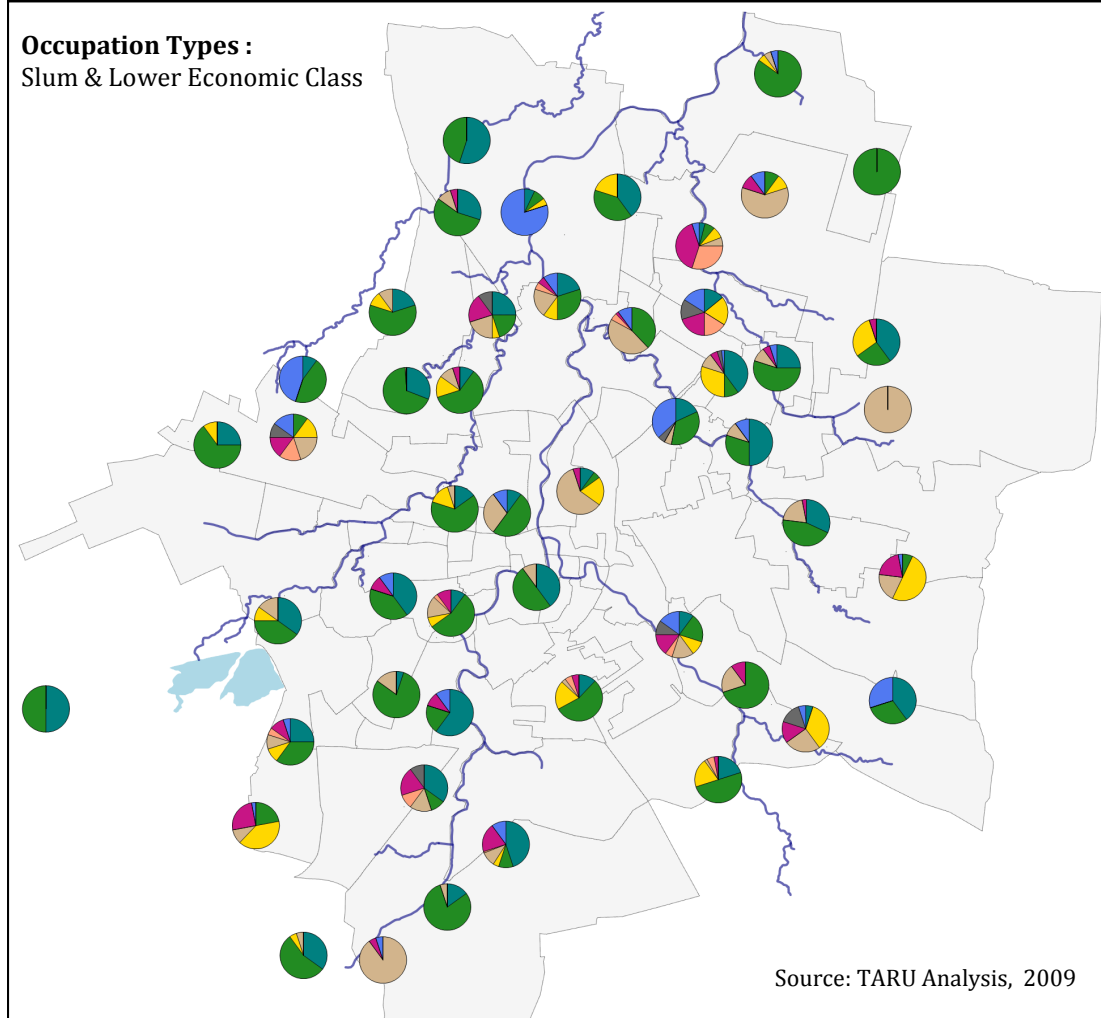 Occupation Types :
Slum & Lower Economic Class
Source: TARU Analysis, 2009